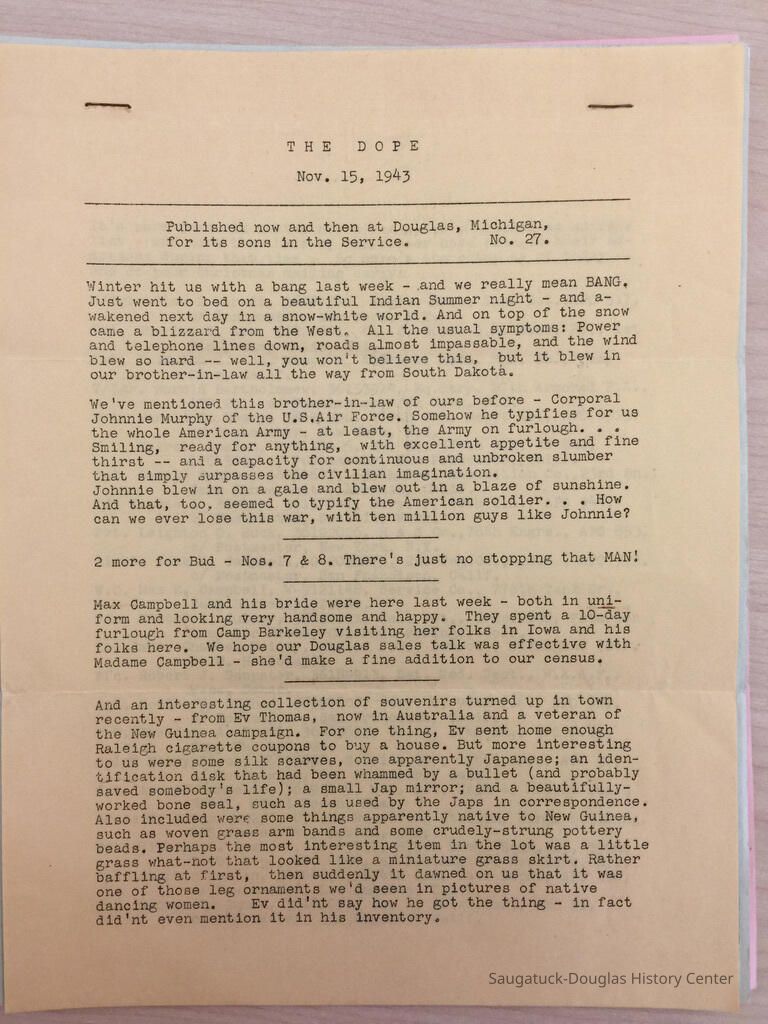 THE DOPE
Nov. 15, 1943
Published now and then at Douglas, Michigan,
for its sons in the Service. No. 27.
Winter hit us with a bang last week - and we really mean BANG.
Just went to bed on a beautiful Indian Summer night - and a-
wakened next day in a snow-white world. And on top of the snow
came a blizzard from the West. All the usual symptoms: Power
and telephone lines down, roads almost impassable, and the wind
blew so hard -- well, you won't believe this, but it blew in
our brother-in-law all the way from South Dakota.
We've mentioned this brother-in-law of ours before - Corporal
Johnnie Murphy of the U.S.Air Force. Somehow he typifies for us
the whole American Army - at least, the Army on furlough. . .
Smiling, ready for anything, with excellent appetite and fine
thirst -- and a capacity for continuous and unbroken slumber
that simply surpasses the civilian imagination.
Johnnie blew in on a gale and blew out in a blaze of sunshine.
And that, too, seemed to typify the American soldier. . . How
can we ever lose this war, with ten million guys like Johnnie?
2 more for Bud - Nos. 7 & 8. There's just no stopping that MAN!
Max Campbell and his bride were here last week - both in uni-
form and looking very handsome and happy. They spent a 10-day
furlough from Camp Barkeley visiting her folks in Iowa and his
folks here. We hope our Douglas sales talk was effective with
Madame Campbell - she'd make a fine addition to our census.
And an interesting collection of souvenirs turned up in town
recently - from Ev Thomas, now in Australia and a veteran of
the New Guinea campaign. For one thing, Ev sent home enough
Raleigh cigarette coupons to buy a house. But more interesting
to us were some silk scarves, one apparently Japanese; an iden-
tification disk that had been whammed by a bullet (and probably
saved somebody's life); a small Jap mirror; and a beautifully-
worked bone seal, such as is used by the Japs in correspondence.
Also included were some things apparently native to New Guinea,
such as woven grass arm bands and some crudely-strung pottery
beads. Perhaps the most interesting item in the lot was a little
grass what-not that looked like a miniature grass skirt. Rather
baffling at first, then suddenly it dawned on us that it was
one of those leg ornaments we'd seen in pictures of native
dancing women. Ev did'nt say how he got the thing - in fact
did'nt even mention it in his inventory.
Saugatuck-Douglas History Center